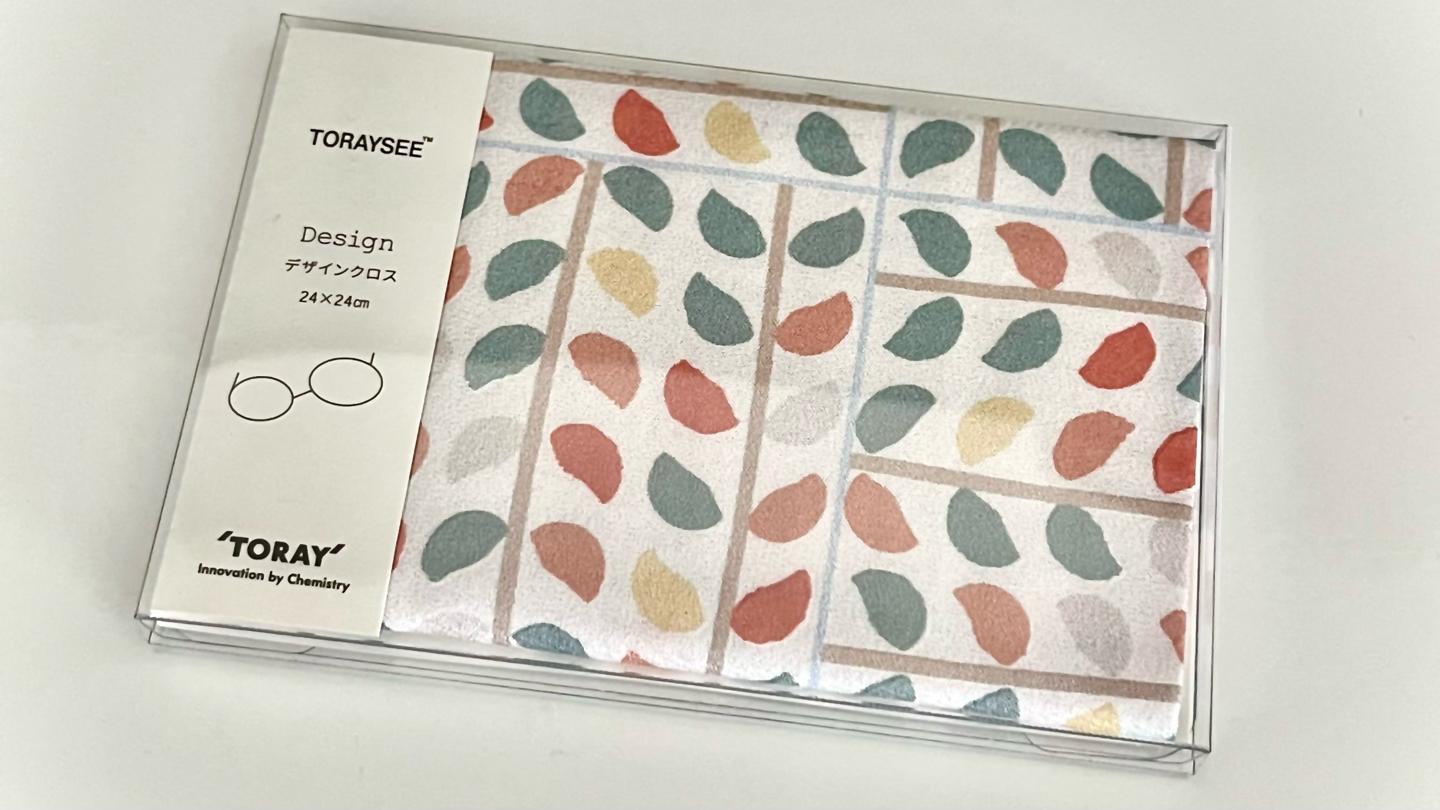 TORAYSEE™
Design
デザインクロス
24×24㎝
'TORAY'
Innovation by Chemistry